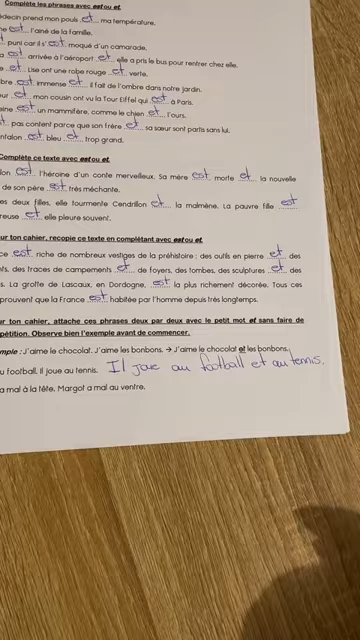 Complète les phrases avec est ou et.
decin prend mon pouls et ma température.
est l'aîné de la famille.
puni car il s'est moqué d'un camarade.
est arrivée à l'aéroport et elle a pris le bus pour rentrer chez elle.
Lise ont une robe rouge et verte.
bre est immense et il fait de l'ombre dans notre jardin.
et mon cousin ont vu la Tour Eiffel qui est à Paris.
est un mammifère, comme le chien et l'ours.
pas content parce que son frère et sa sœur sont partis sans lui.
ntalon est bleu et trop grand.
Complète ce texte avec est ou et.
lon est l'héroïne d'un conte merveilleux. Sa mère est morte et la nouvelle
de son père est très méchante.
es deux filles, elle tourmente Cendrillon et la malmène. La pauvre fille est
reuse et elle pleure souvent.
ur ton cahier, recopie ce texte en complétant avec est ou et.
ce est riche de nombreux vestiges de la préhistoire : des outils en pierre et des
ts, des traces de campements et de foyers, des tombes, des sculptures et des
s. La grotte de Lascaux, en Dordogne, est la plus richement décorée. Tous ces
prouvent que la France est habitée par l'homme depuis très longtemps.
ur ton cahier, attache ces phrases deux par deux avec le petit mot et sans faire de
pétition. Observe bien l'exemple avant de commencer.
mple : J'aime le chocolat. J'aime les bonbons. → J'aime le chocolat et les bonbons.
u football. Il joue au tennis. Il joue au football et au tennis.
a mal à la tête. Margot a mal au ventre.